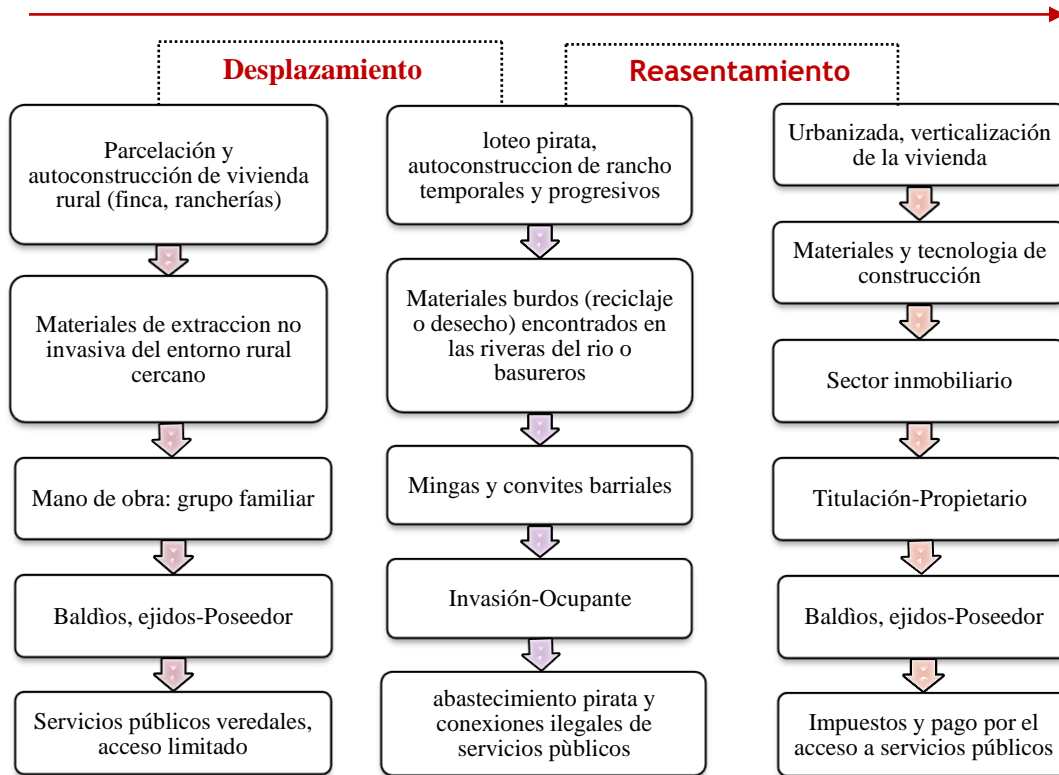 Desplazamiento
Reasentamiento
Parcelación y
autoconstrucción de vivienda
rural (finca, rancherías)
Materiales de extraccion no
invasiva del entorno rural
cercano
Mano de obra: grupo familiar
Baldìos, ejidos-Poseedor
Servicios públicos veredales,
acceso limitado
loteo pirata,
autoconstruccion de rancho
temporales y progresivos
Materiales burdos (reciclaje
o desecho) encontrados en
las riveras del rio o
basureros
Mingas y convites barriales
Invasión-Ocupante
abastecimiento pirata y
conexiones ilegales de
servicios pùblicos
Urbanizada, verticalización
de la vivienda
Materiales y tecnologia de
construcción
Sector inmobiliario
Titulación-Propietario
Baldìos, ejidos-Poseedor
Impuestos y pago por el
acceso a servicios públicos